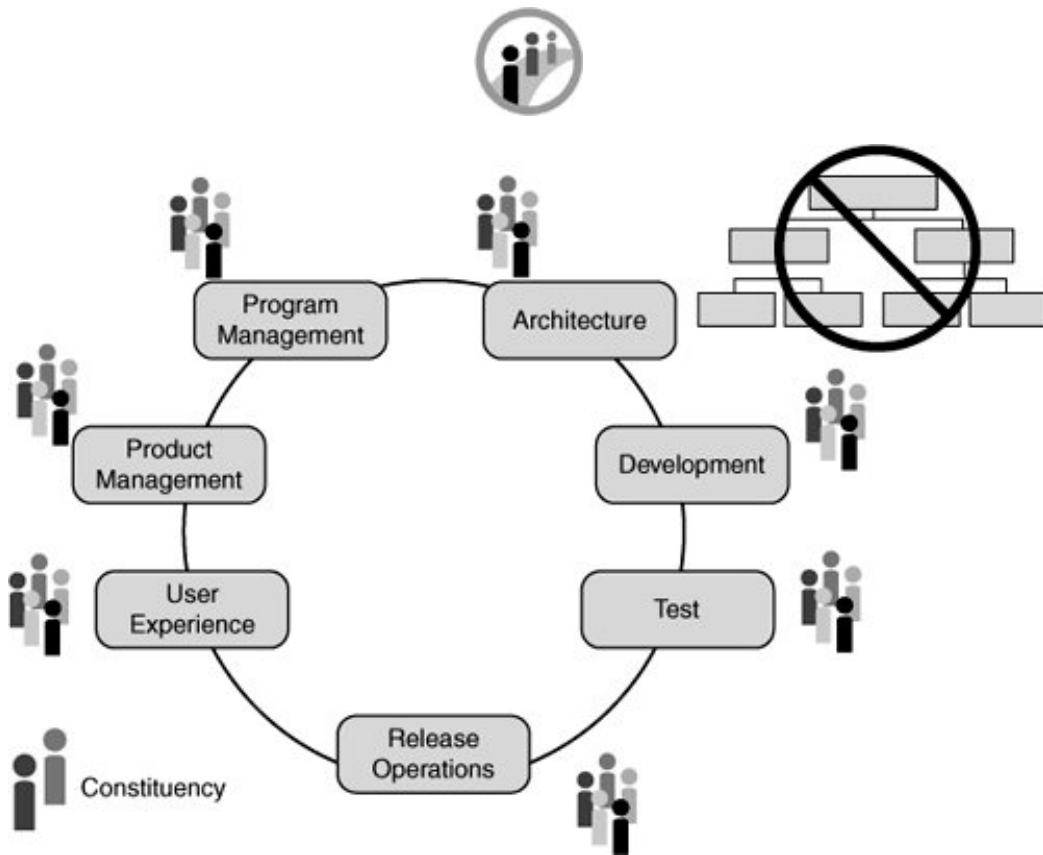 Program
Management
Architecture
Product
Management
Development
User
Experience
Test
Release
Operations
Constituency